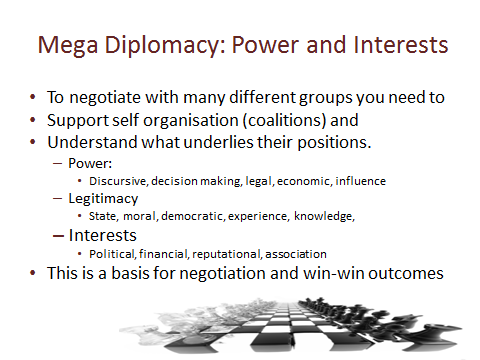 Mega Diplomacy: Power and Interests
• To negotiate with many different groups you need to
• Support self organisation (coalitions) and
• Understand what underlies their positions.
– Power:
• Discursive, decision making, legal, economic, influence
– Legitimacy
• State, moral, democratic, experience, knowledge,
– Interests
• Political, financial, reputational, association
• This is a basis for negotiation and win-win outcomes